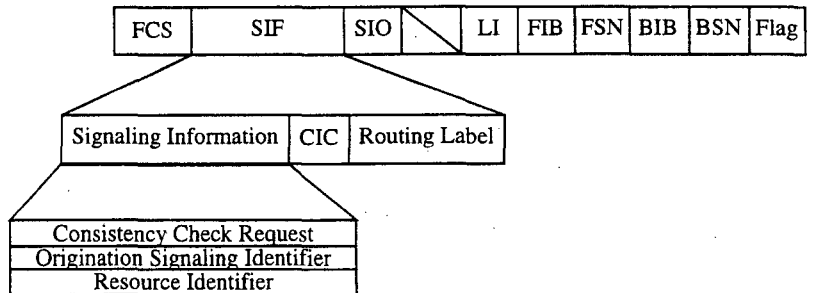 FCS SIF SIO LI FIB FSN BIB BSN Flag
Signaling Information CIC Routing Label
Consistency Check Request
Origination Signaling Identifier
Resource Identifier